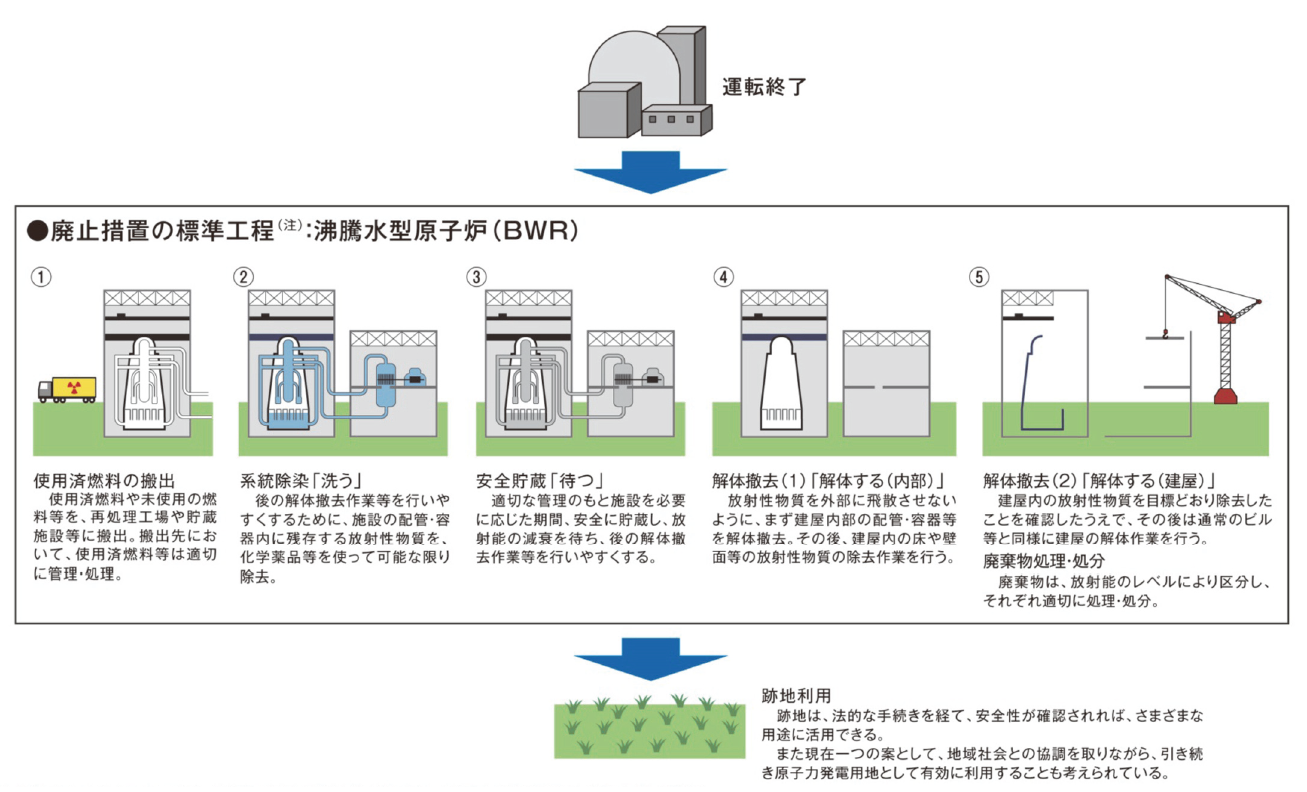 運転終了
●廃止措置の標準工程(注):沸騰水型原子炉(BWR)
①
使用済燃料の搬出
使用済燃料や未使用の燃
料等を、再処理工場や貯蔵
施設等に搬出。搬出先にお
いて、使用済燃料等は適切
に管理・処理。
②
系統除染「洗う」
後の解体撤去作業等を行いや
すくするために、施設の配管・容
器内に残存する放射性物質を、
化学薬品等を使って可能な限り
除去。
③
安全貯蔵「待つ」
適切な管理のもと施設を必要
に応じた期間、安全に貯蔵し、放
射能の減衰を待ち、後の解体撤
去作業等を行いやすくする。
④
解体撤去(1)「解体する(内部)」
放射性物質を外部に飛散させない
ように、まず建屋内部の配管・容器等
を解体撤去。その後、建屋内の床や壁
面等の放射性物質の除去作業を行う。
⑤
解体撤去(2)「解体する(建屋)」
建屋内の放射性物質を目標どおり除去した
ことを確認したうえで、その後は通常のビル
等と同様に建屋の解体作業を行う。
廃棄物処理・処分
廃棄物は、放射能のレベルにより区分し、
それぞれ適切に処理・処分。
跡地利用
跡地は、法的な手続きを経て、安全性が確認されれば、さまざまな
用途に活用できる。
また現在一つの案として、地域社会との協調を取りながら、引き続
き原子力発電用地として有効に利用することも考えられている。